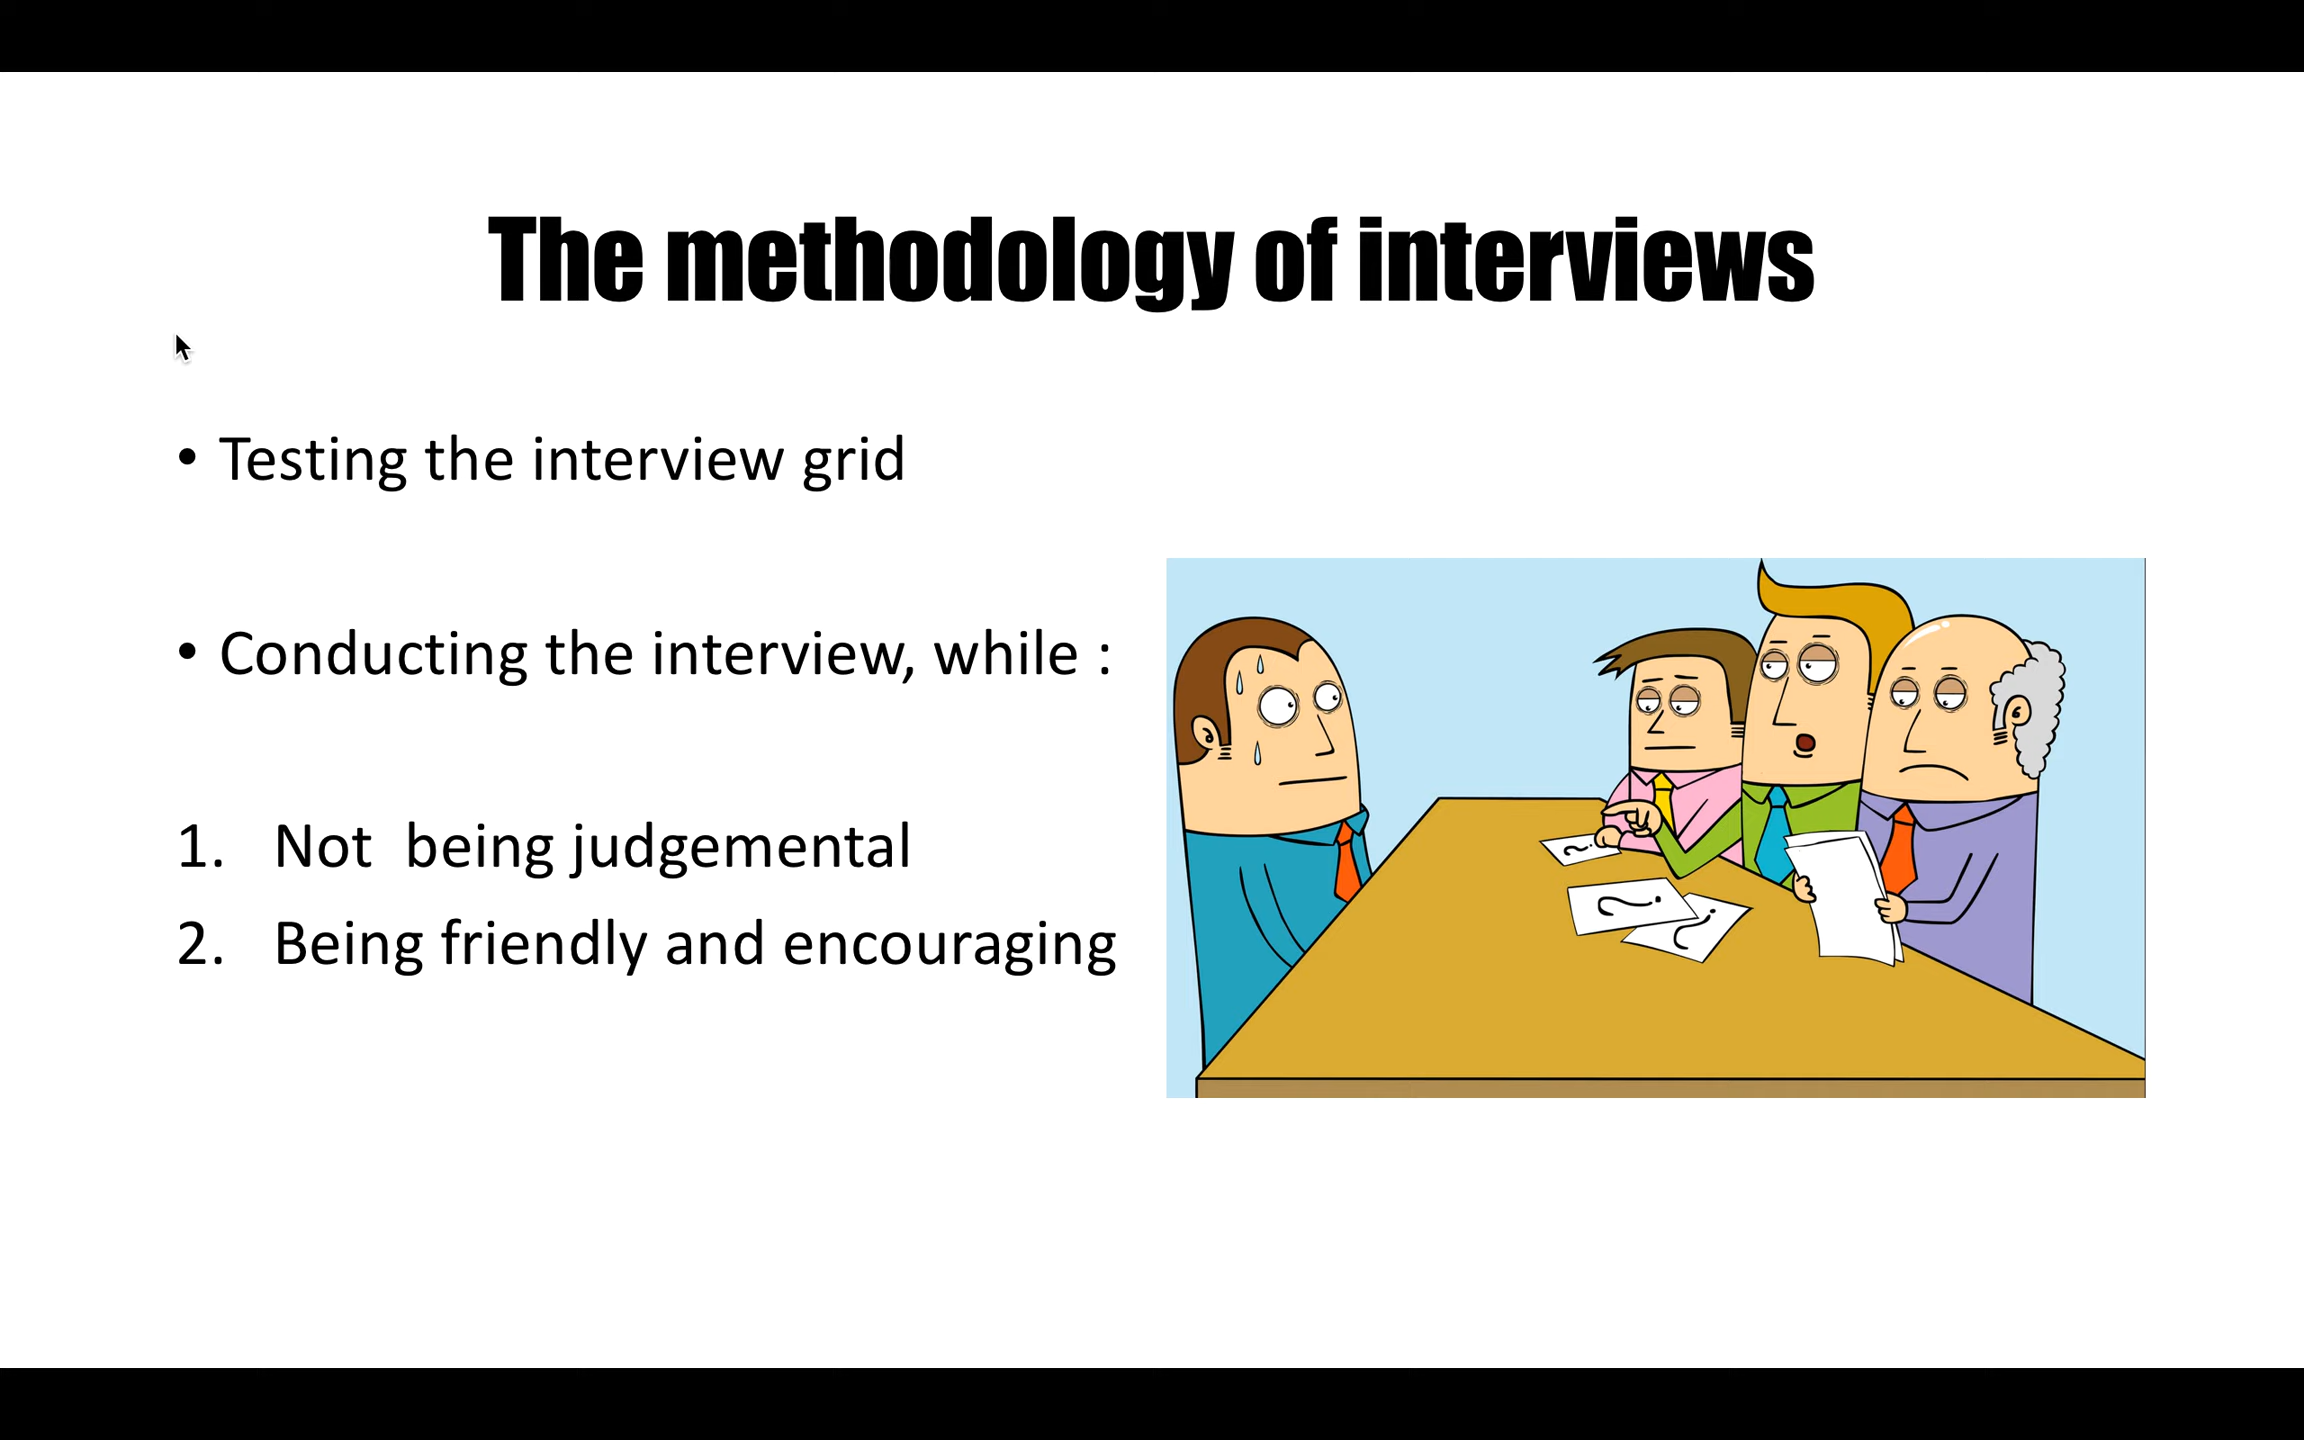 The methodology of interviews
• Testing the interview grid
• Conducting the interview, while :
1. Not being judgemental
2. Being friendly and encouraging
?
?
?